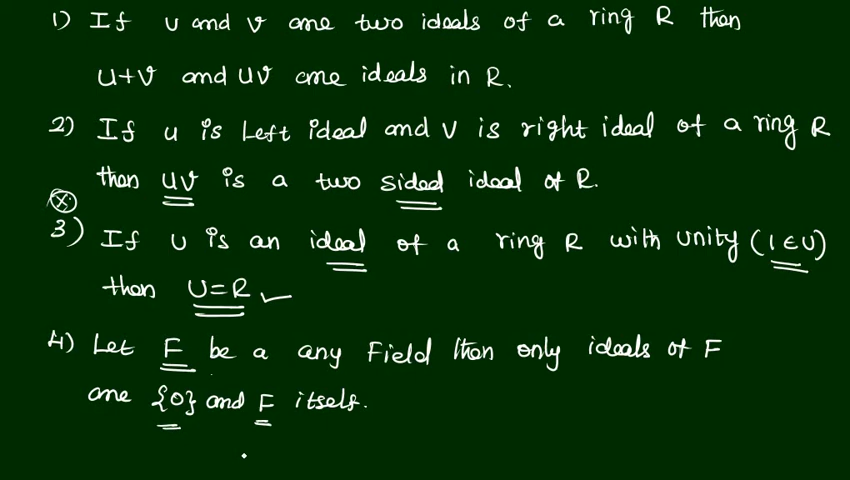 1) If U and V are two ideals of a ring R then
U+V and UV are ideals in R.
2) If U is left ideal and V is right ideal of a ring R
then UV is a two sided ideal of R.
(x)
3) If U is an ideal of a ring R with unity (1∈U)
then U=R ✓
4) Let F be a any Field then only ideals of F
are {0} and F itself.